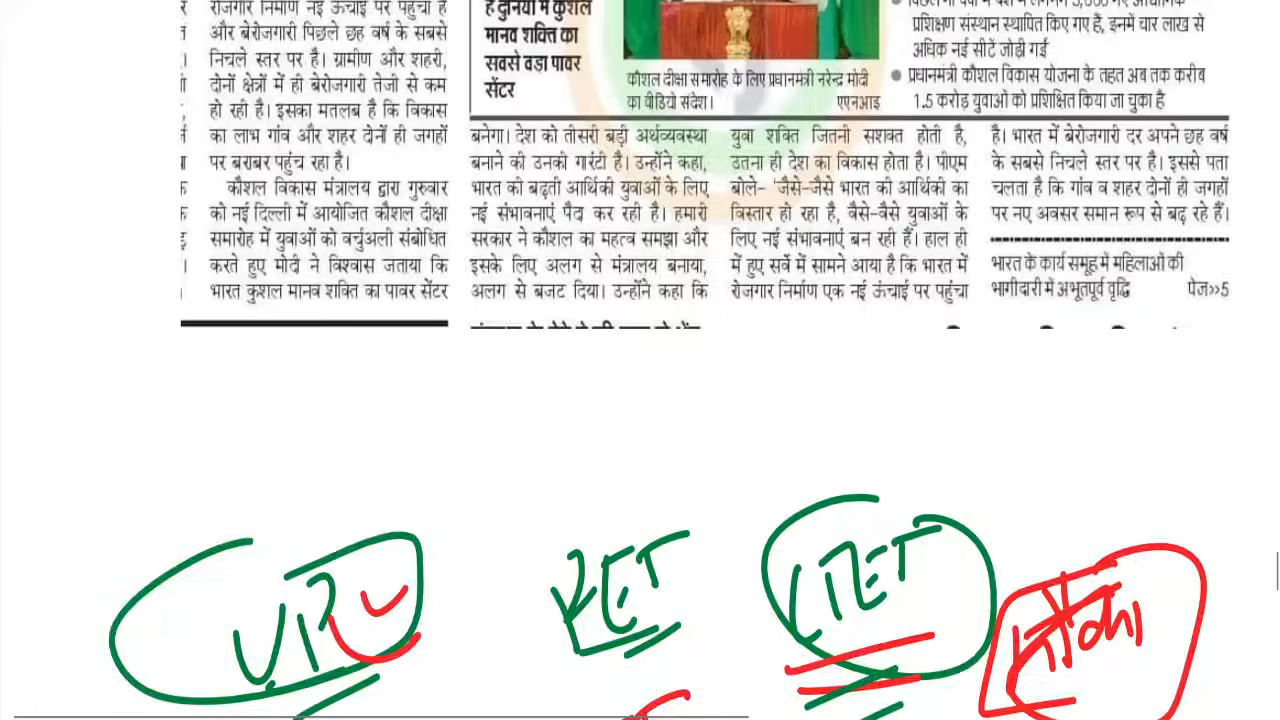 रोजगार निर्माण नई ऊंचाई पर पहुंचा है
और बेरोजगारी पिछले छह वर्ष के सबसे
निचले स्तर पर है। ग्रामीण और शहरी,
दोनों क्षेत्रों में ही बेरोजगारी तेजी से कम
हो रही है। इसका मतलब है कि विकास
का लाभ गांव और शहर दोनों ही जगहों
पर बराबर पहुंच रहा है।
कौशल विकास मंत्रालय द्वारा गुरुवार
को नई दिल्ली में आयोजित कौशल दीक्षा
समारोह में युवाओं को वर्चुअली संबोधित
करते हुए मोदी ने विश्वास जताया कि
भारत कुशल मानव शक्ति का पावर सेंटर
है दुनिया में कुशल
मानव शक्ति का
सबसे बड़ा पावर
सेंटर
कौशल दीक्षा समारोह के लिए प्रधानमंत्री नरेन्द्र मोदी
का वीडियो संदेश। एएनआइ
प्रशिक्षण संस्थान स्थापित किए गए हैं, इनमें चार लाख से
अधिक नई सीटें जोड़ी गईं
● प्रधानमंत्री कौशल विकास योजना के तहत अब तक करीब
1.5 करोड़ युवाओं को प्रशिक्षित किया जा चुका है
बनेगा। देश को तीसरी बड़ी अर्थव्यवस्था
बनाने की उनकी गारंटी है। उन्होंने कहा,
भारत की बढ़ती आर्थिकी युवाओं के लिए
नई संभावनाएं पैदा कर रही है। हमारी
सरकार ने कौशल का महत्व समझा और
इसके लिए अलग से मंत्रालय बनाया,
अलग से बजट दिया। उन्होंने कहा कि
युवा शक्ति जितनी सशक्त होती है,
उतना ही देश का विकास होता है। पीएम
बोले- 'जैसे-जैसे भारत की आर्थिकी का
विस्तार हो रहा है, वैसे-वैसे युवाओं के
लिए नई संभावनाएं बन रही हैं। हाल ही
में हुए सर्वे में सामने आया है कि भारत में
रोजगार निर्माण एक नई ऊंचाई पर पहुंचा
है। भारत में बेरोजगारी दर अपने छह वर्ष
के सबसे निचले स्तर पर है। इससे पता
चलता है कि गांव व शहर दोनों ही जगहों
पर नए अवसर समान रूप से बढ़ रहे हैं।
भारत के कार्य समूह में महिलाओं की
भागीदारी में अभूतपूर्व वृद्धि पेज>>5